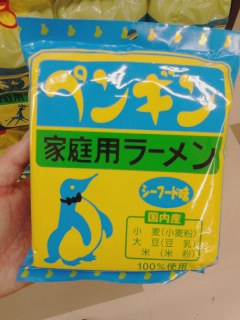 ペンギン
家庭用ラーメン
シーフード味
国内産
小麦(小麦粉)
大豆(豆乳)
米(米粉)
100%使用